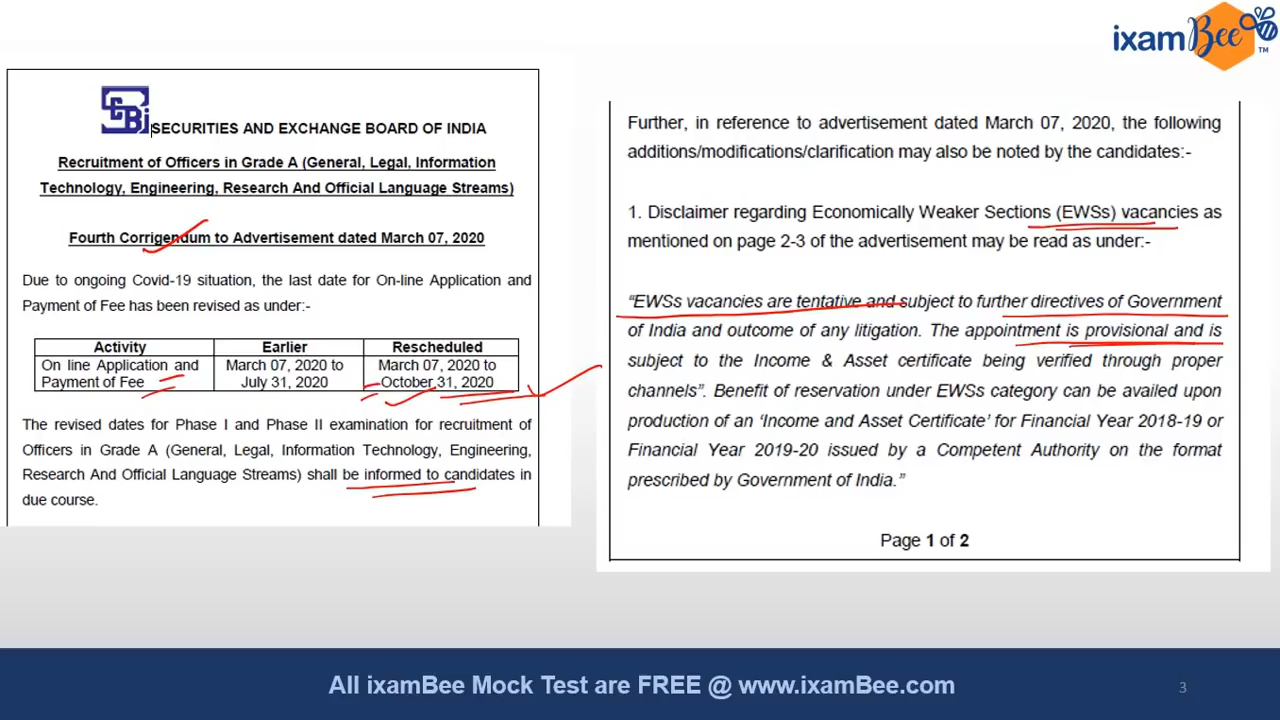 ixamBee
TM
SEBI
SECURITIES AND EXCHANGE BOARD OF INDIA
Recruitment of Officers in Grade A (General, Legal, Information
Technology, Engineering, Research And Official Language Streams)
Fourth Corrigendum to Advertisement dated March 07, 2020
Due to ongoing Covid-19 situation, the last date for On-line Application and
Payment of Fee has been revised as under:-
Activity Earlier Rescheduled
On line Application and March 07, 2020 to March 07, 2020 to
Payment of Fee July 31, 2020 October 31, 2020
The revised dates for Phase I and Phase II examination for recruitment of
Officers in Grade A (General, Legal, Information Technology, Engineering,
Research And Official Language Streams) shall be informed to candidates in
due course.
Further, in reference to advertisement dated March 07, 2020, the following
additions/modifications/clarification may also be noted by the candidates:-
1. Disclaimer regarding Economically Weaker Sections (EWSs) vacancies as
mentioned on page 2-3 of the advertisement may be read as under:-
“EWSs vacancies are tentative and subject to further directives of Government
of India and outcome of any litigation. The appointment is provisional and is
subject to the Income & Asset certificate being verified through proper
channels”. Benefit of reservation under EWSs category can be availed upon
production of an ‘Income and Asset Certificate’ for Financial Year 2018-19 or
Financial Year 2019-20 issued by a Competent Authority on the format
prescribed by Government of India.”
Page 1 of 2
All ixamBee Mock Test are FREE @ www.ixamBee.com
3